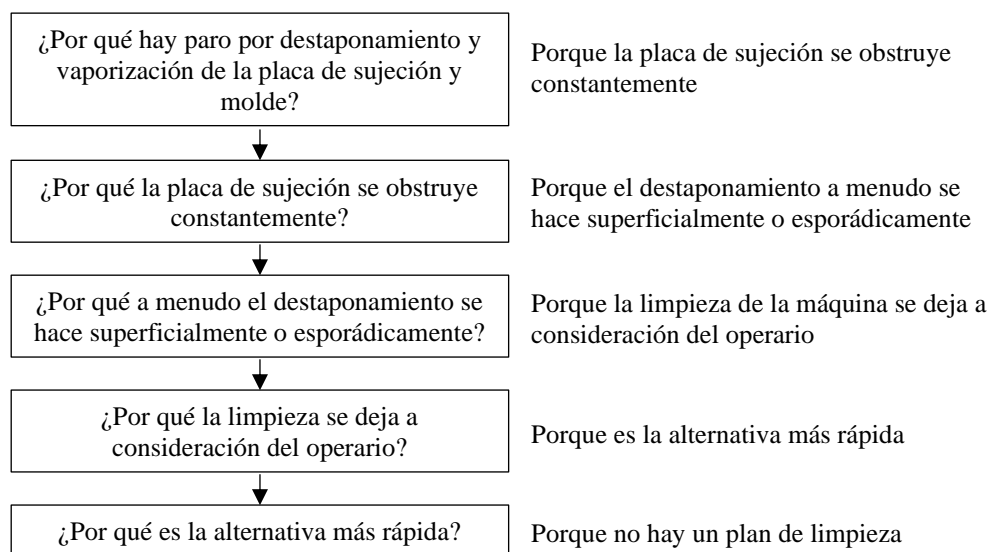 ¿Por qué hay paro por destaponamiento y
vaporización de la placa de sujeción y
molde?
Porque la placa de sujeción se obstruye
constantemente
¿Por qué la placa de sujeción se obstruye
constantemente?
Porque el destaponamiento a menudo se
hace superficialmente o esporádicamente
¿Por qué a menudo el destaponamiento se
hace superficialmente o esporádicamente?
Porque la limpieza de la máquina se deja a
consideración del operario
¿Por qué la limpieza se deja a
consideración del operario?
Porque es la alternativa más rápida
¿Por qué es la alternativa más rápida?
Porque no hay un plan de limpieza